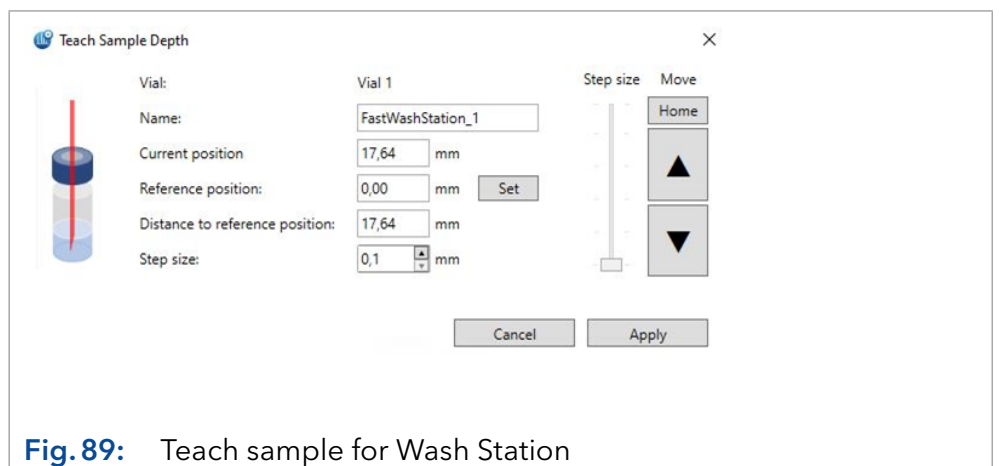 Teach Sample Depth
Vial: Vial 1 Step size Move
Name: FastWashStation_1 Home
Current position 17,64 mm
Reference position: 0,00 mm Set
Distance to reference position: 17,64 mm
Step size: 0,1 mm
Cancel Apply
Fig. 89: Teach sample for Wash Station